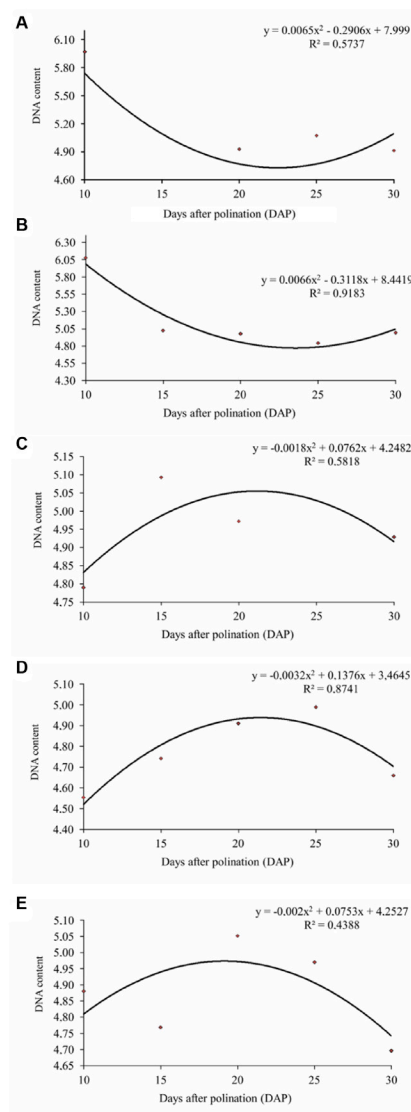 A
y = 0.0065x² - 0.2906x + 7.999
R² = 0.5737
DNA content
6.10
5.80
5.50
5.20
4.90
4.60
10 15 20 25 30
Days after polination (DAP)
B
y = 0.0066x² - 0.3118x + 8.4419
R² = 0.9183
DNA content
6.30
6.05
5.80
5.55
5.30
5.05
4.80
4.55
4.30
10 15 20 25 30
Days after polination (DAP)
C
y = -0.0018x² + 0.0762x + 4.2482
R² = 0.5818
DNA content
5.15
5.10
5.05
5.00
4.95
4.90
4.85
4.80
4.75
10 15 20 25 30
Days after polination (DAP)
D
y = -0.0032x² + 0.1376x + 3.4645
R² = 0.8741
DNA content
5.10
5.00
4.90
4.80
4.70
4.60
4.50
4.40
10 15 20 25 30
Days after polination (DAP)
E
y = -0.002x² + 0.0753x + 4.2527
R² = 0.4388
DNA content
5.10
5.05
5.00
4.95
4.90
4.85
4.80
4.75
4.70
4.65
10 15 20 25 30
Days after polination (DAP)